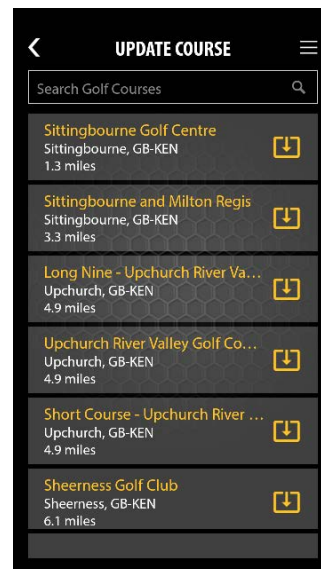 UPDATE COURSE
Search Golf Courses
Sittingbourne Golf Centre
Sittingbourne, GB-KEN
1.3 miles
Sittingbourne and Milton Regis
Sittingbourne, GB-KEN
3.3 miles
Long Nine - Upchurch River Va...
Upchurch, GB-KEN
4.9 miles
Upchurch River Valley Golf Co...
Upchurch, GB-KEN
4.9 miles
Short Course - Upchurch River ...
Upchurch, GB-KEN
4.9 miles
Sheerness Golf Club
Sheerness, GB-KEN
6.1 miles